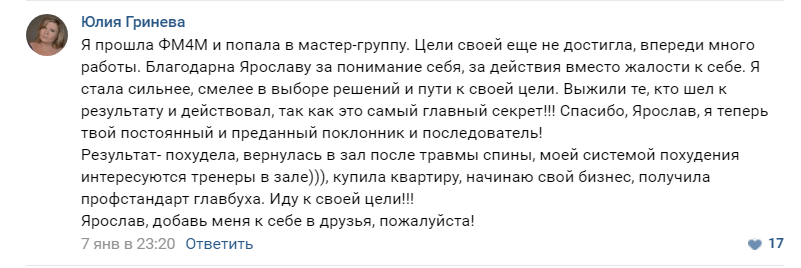 Юлия Гринева
Я прошла ФМ4М и попала в мастер-группу. Цели своей еще не достигла, впереди много
работы. Благодарна Ярославу за понимание себя, за действия вместо жалости к себе. Я
стала сильнее, смелее в выборе решений и пути к своей цели. Выжили те, кто шел к
результату и действовал, так как это самый главный секрет!!! Спасибо, Ярослав, я теперь
твой постоянный и преданный поклонник и последователь!
Результат- похудела, вернулась в зал после травмы спины, моей системой похудения
интересуются тренеры в зале))), купила квартиру, начинаю свой бизнес, получила
профстандарт главбуха. Иду к своей цели!!!
Ярослав, добавь меня к себе в друзья, пожалуйста!
7 янв в 23:20 Ответить 17